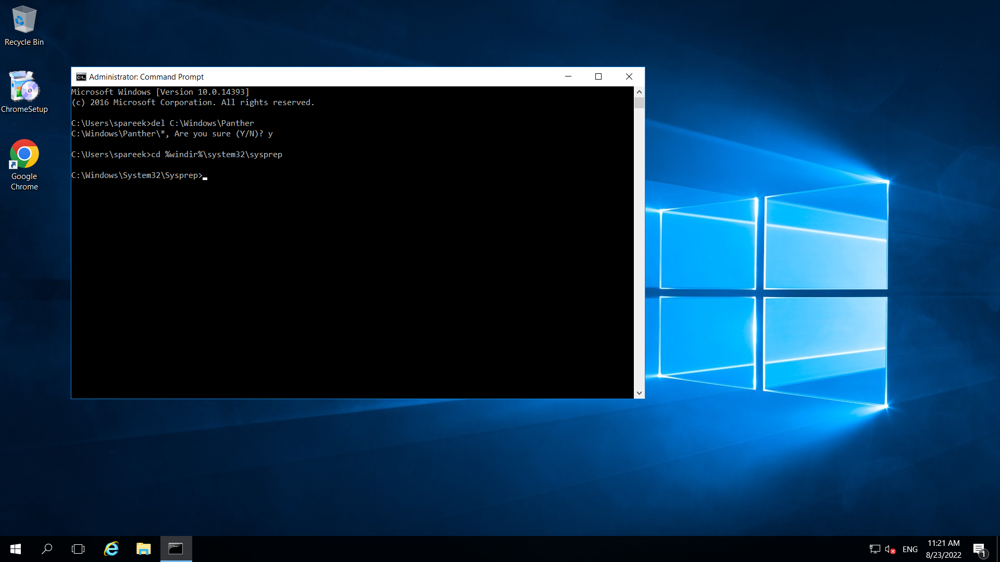 Recycle Bin
ChromeSetup
Google
Chrome
Administrator: Command Prompt
Microsoft Windows [Version 10.0.14393]
(c) 2016 Microsoft Corporation. All rights reserved.
C:\Users\spareek>del C:\Windows\Panther
C:\Windows\Panther\*, Are you sure (Y/N)? y
C:\Users\spareek>cd %windir%\system32\sysprep
C:\Windows\System32\Sysprep>
ENG
11:21 AM
8/23/2022
1